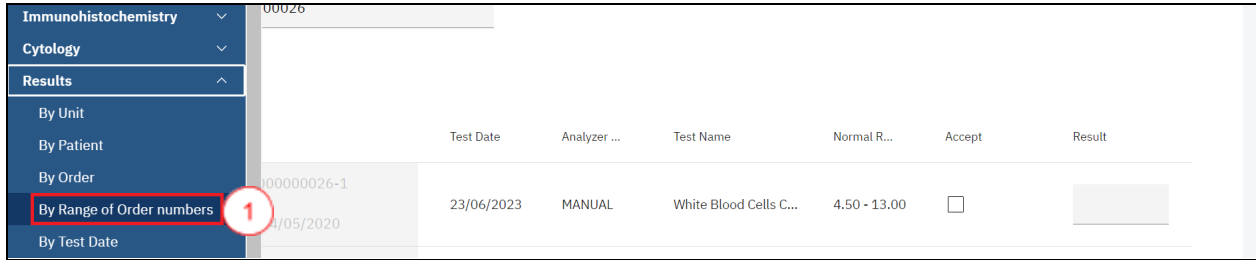 Immunohistochemistry
Cytology
Results
By Unit
By Patient
By Order
By Range of Order numbers
1
By Test Date
00026
Test Date Analyzer ... Test Name Normal R... Accept Result
000000026-1
23/06/2023 MANUAL White Blood Cells C... 4.50 - 13.00
/05/2020